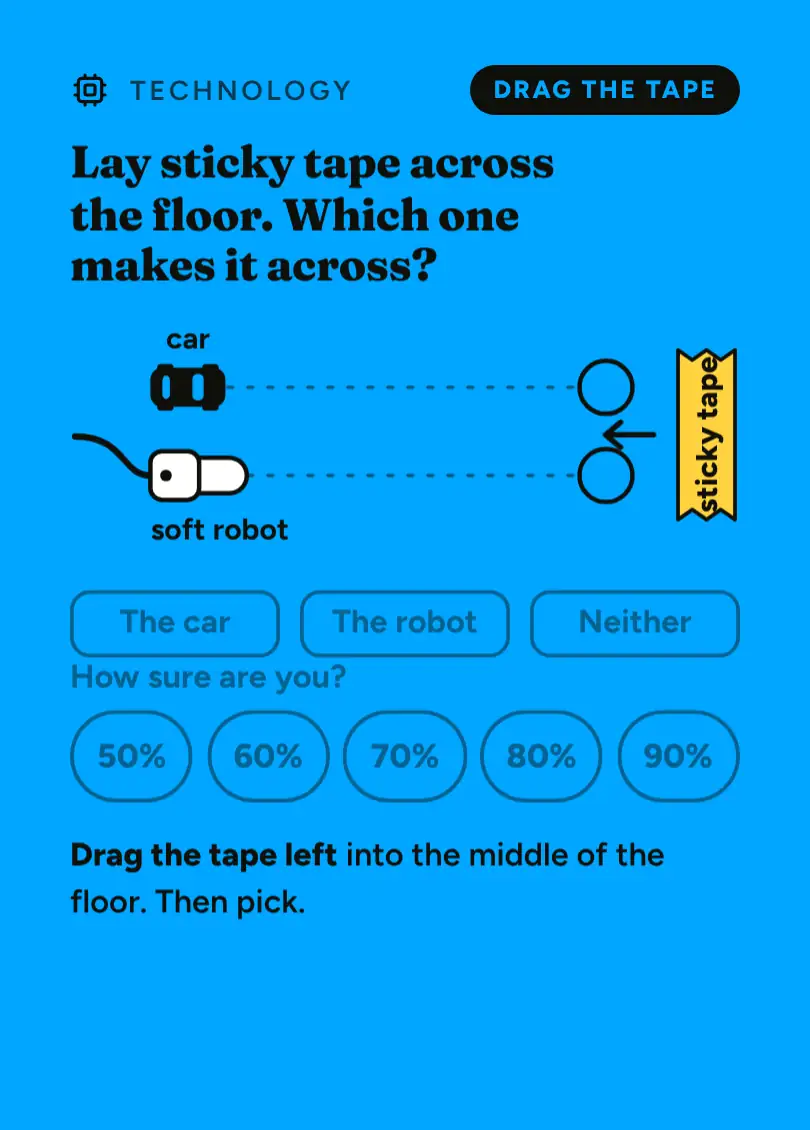 TECHNOLOGY
DRAG THE TAPE
Lay sticky tape across
the floor. Which one
makes it across?
car
sticky tape
soft robot
The car
The robot
Neither
How sure are you?
50%
60%
70%
80%
90%
Drag the tape left into the middle of the
floor. Then pick.